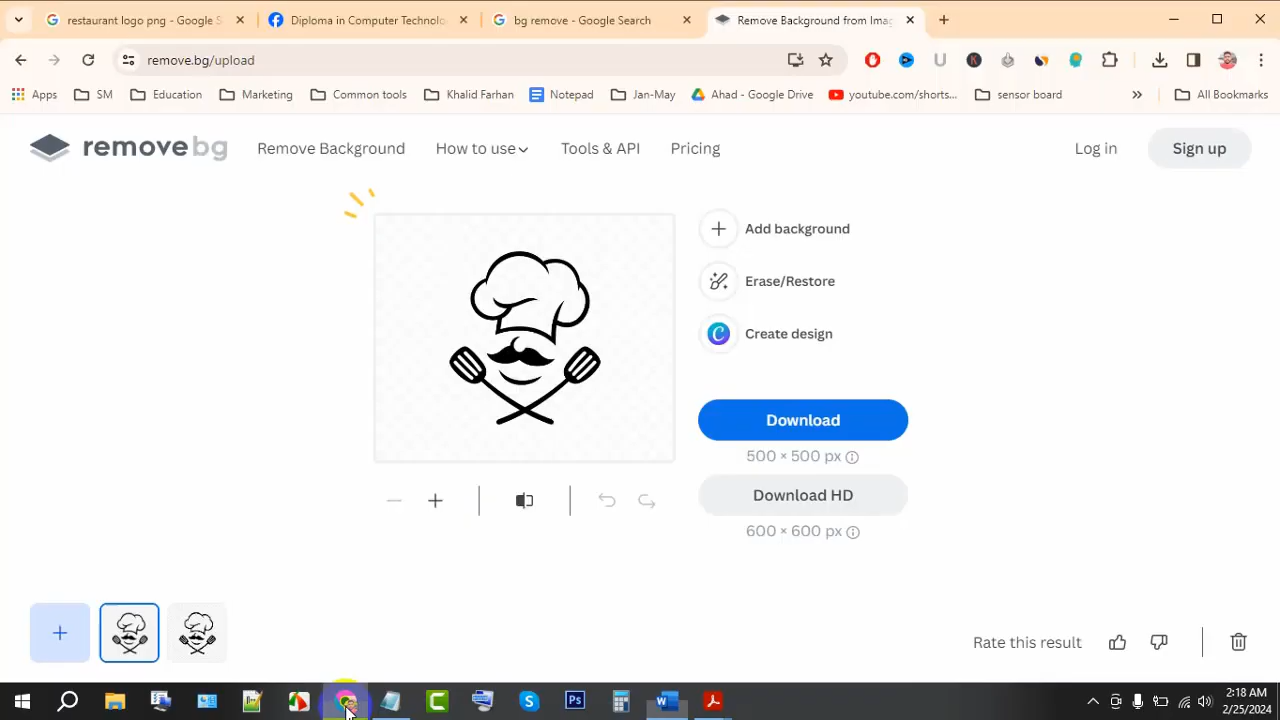 restaurant logo png - Google S
Diploma in Computer Technolo
bg remove - Google Search
Remove Background from Imag
remove.bg/upload
Apps
SM
Education
Marketing
Common tools
Khalid Farhan
Notepad
Jan-May
Ahad - Google Drive
youtube.com/shorts...
sensor board
»
All Bookmarks
removebg
Remove Background
How to use
Tools & API
Pricing
Log in
Sign up
Add background
Erase/Restore
Create design
Download
500 × 500 px
Download HD
600 × 600 px
Rate this result
2:18 AM
2/25/2024